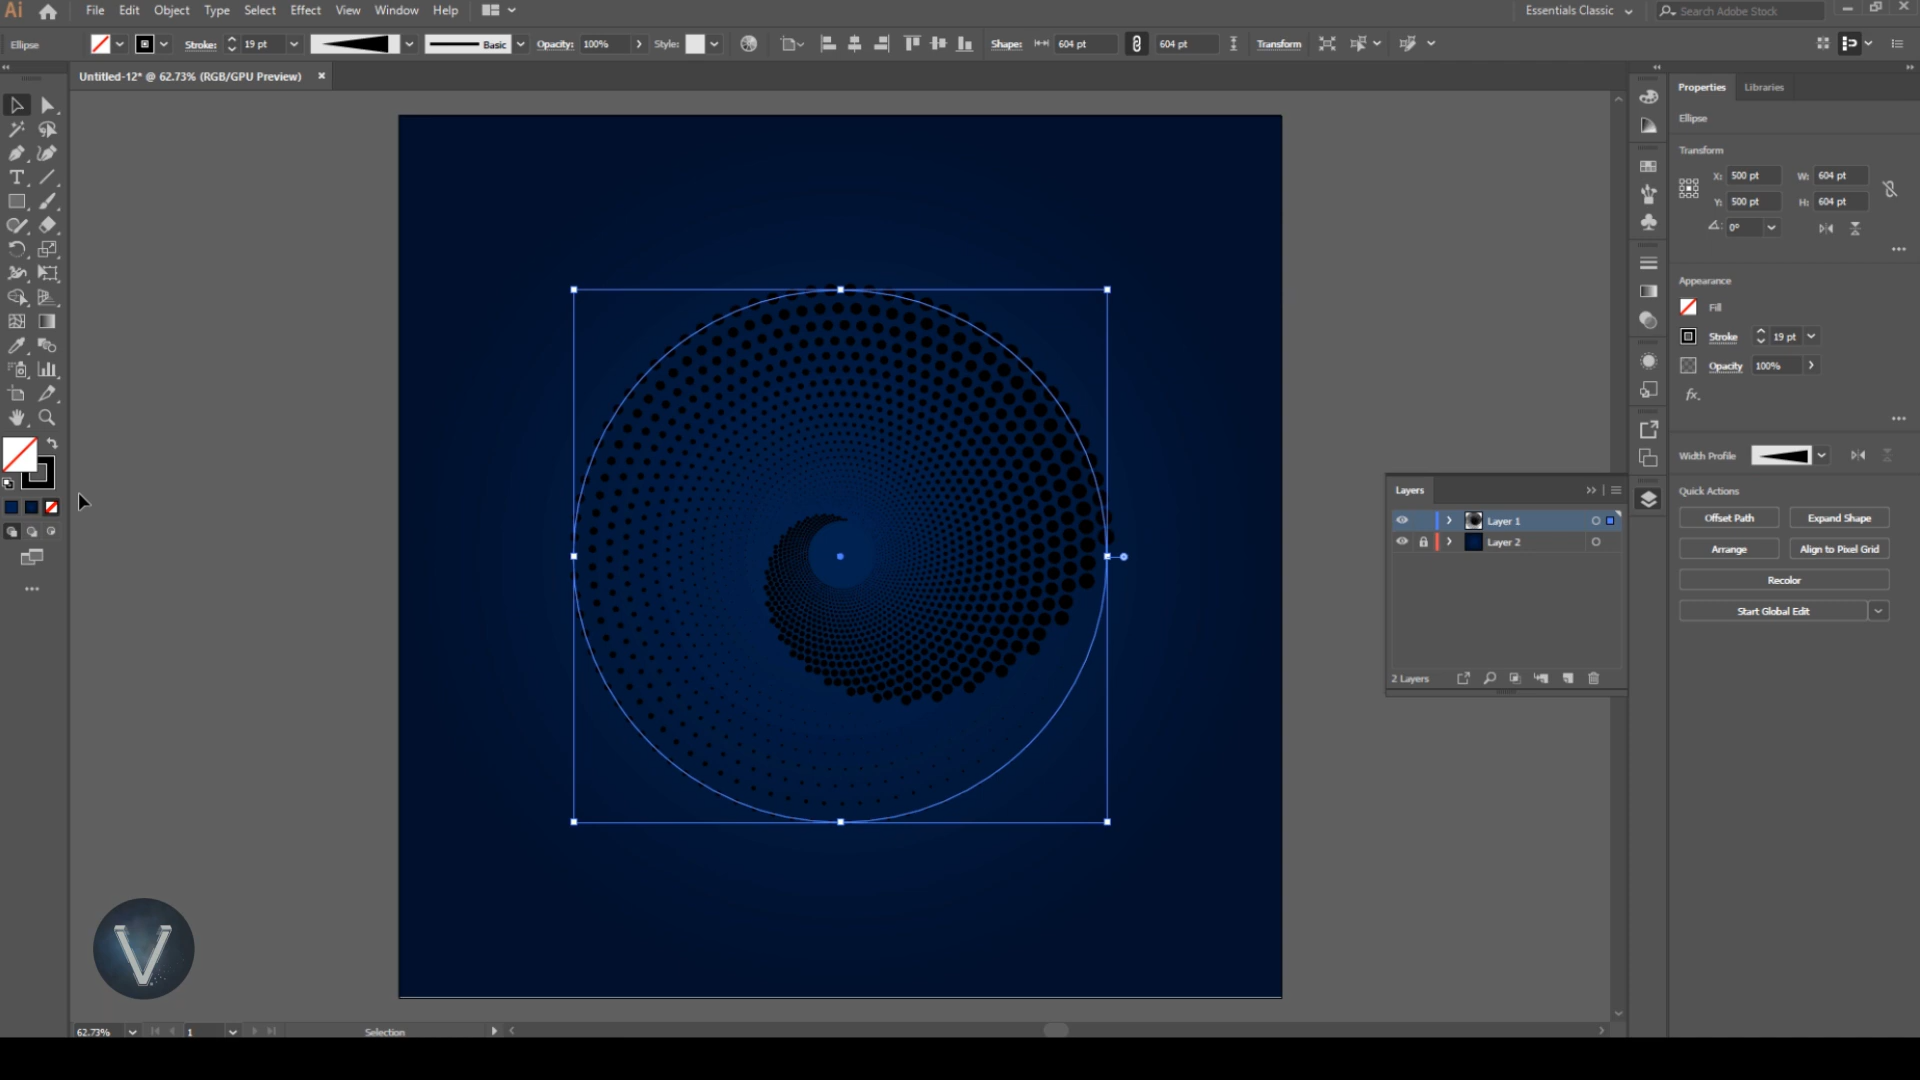 Ai File Edit Object Type Select Effect View Window Help Essentials Classic Search Adobe Stock
Ellipse Stroke: 19 pt Basic Opacity: 100% Style: Shape: 604 pt 604 pt Transform
Untitled-12* @ 62.73% (RGB/GPU Preview) ×
Properties Libraries
Ellipse
Transform
X: 500 pt W: 604 pt
Y: 500 pt H: 604 pt
0°
Appearance
Fill
Stroke 19 pt
Opacity 100%
fx.
Width Profile
Quick Actions
Offset Path Expand Shape
Arrange Align to Pixel Grid
Recolor
Start Global Edit
Layers
Layer 1
Layer 2
2 Layers
V
62.73% 1 Selection